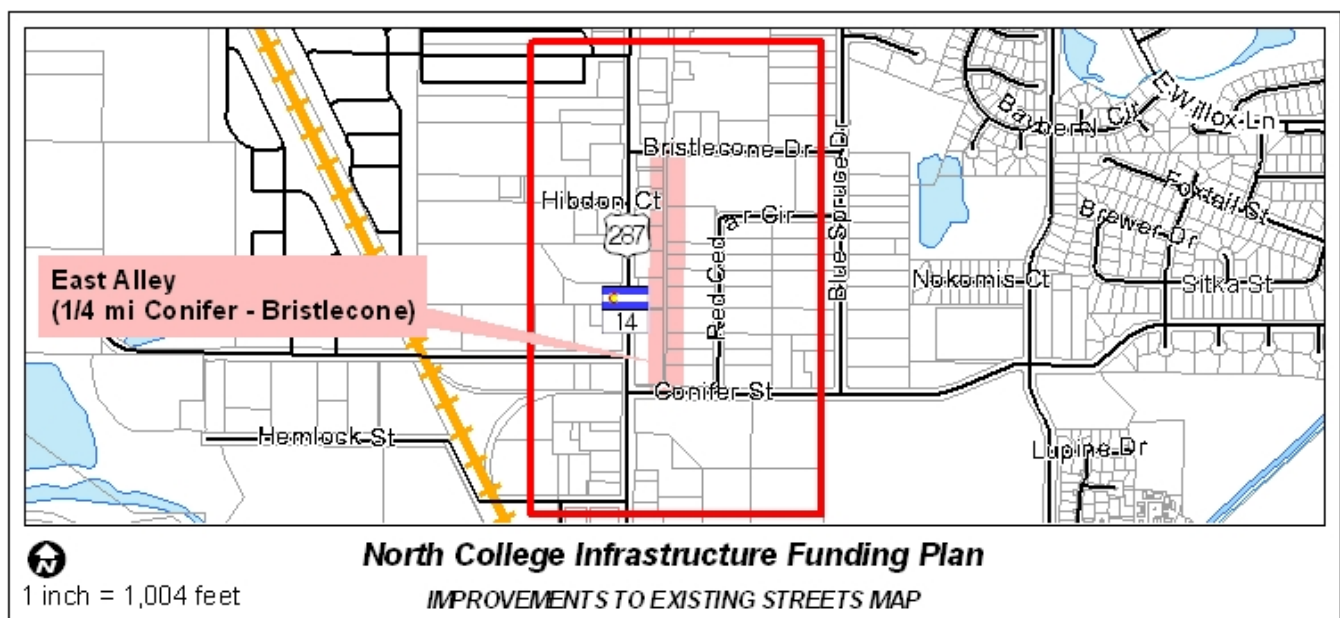 E Willox Ln
Bayberry Cir
Bristlecone Dr
Foxtail St
Hibdon Ct
Brewer Dr
Red Cedar Cir
287
Blue Spruce Dr
Nokomis Ct
Sitka St
East Alley
(1/4 mi Conifer - Bristlecone)
14
Conifer St
Hemlock St
Lupine Dr
N
North College Infrastructure Funding Plan
1 inch = 1,004 feet
IMPROVEMENTS TO EXISTING STREETS MAP